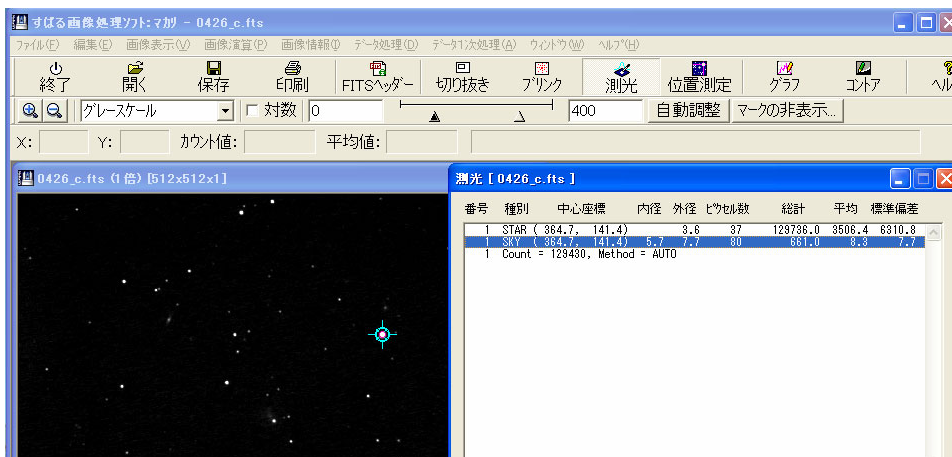 すばる画像処理ソフト:マカリ - 0426_c.fts
ファイル(F) 編集(E) 画像表示(V) 画像演算(P) 画像情報(I) データ処理(D) データ1次処理(A) ウィンドウ(W) ヘルプ(H)
終了 開く 保存 印刷 FITSヘッダー 切り抜き ブリンク 測光 位置測定 グラフ コントア ヘル
グレースケール 対数 0 400 自動調整 マークの非表示...
X: Y: カウント値: 平均値:
0426_c.fts (1倍) [512x512x1]
測光 [ 0426_c.fts ]
番号 種別 中心座標 内径 外径 ピクセル数 総計 平均 標準偏差
1 STAR ( 364.7, 141.4) 3.6 37 129736.0 3506.4 6310.8
1 SKY ( 364.7, 141.4) 5.7 7.7 80 661.0 8.3 7.7
1 Count = 129430, Method = AUTO